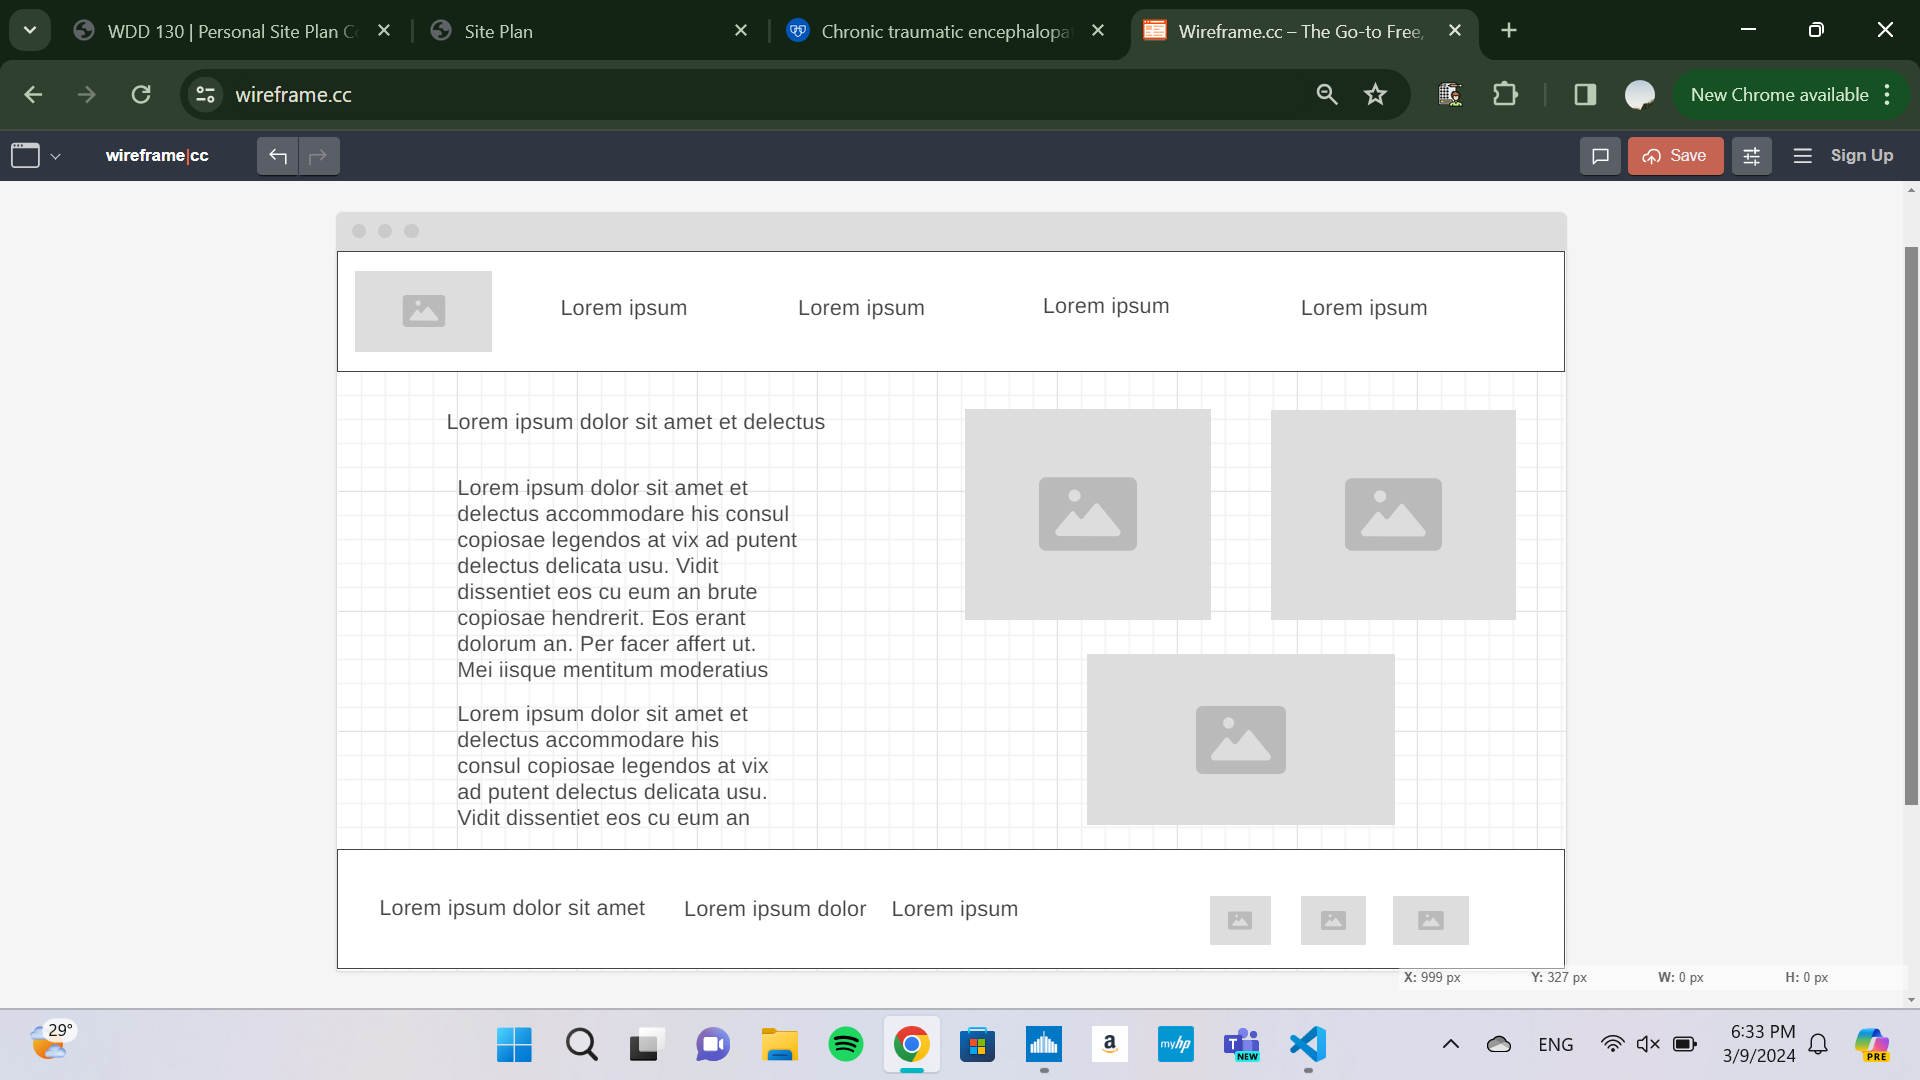 WDD 130 | Personal Site Plan C
Site Plan
Chronic traumatic encephalopa
Wireframe.cc – The Go-to Free,
wireframe.cc
New Chrome available
wireframe|cc
Save
Sign Up
Lorem ipsum
Lorem ipsum
Lorem ipsum
Lorem ipsum
Lorem ipsum dolor sit amet et delectus
Lorem ipsum dolor sit amet et
delectus accommodare his consul
copiosae legendos at vix ad putent
delectus delicata usu. Vidit
dissentiet eos cu eum an brute
copiosae hendrerit. Eos erant
dolorum an. Per facer affert ut.
Mei iisque mentitum moderatius
Lorem ipsum dolor sit amet et
delectus accommodare his
consul copiosae legendos at vix
ad putent delectus delicata usu.
Vidit dissentiet eos cu eum an
Lorem ipsum dolor sit amet
Lorem ipsum dolor
Lorem ipsum
X: 999 px
Y: 327 px
W: 0 px
H: 0 px
29°
a
myhp
T
NEW
ENG
6:33 PM
3/9/2024
PRE